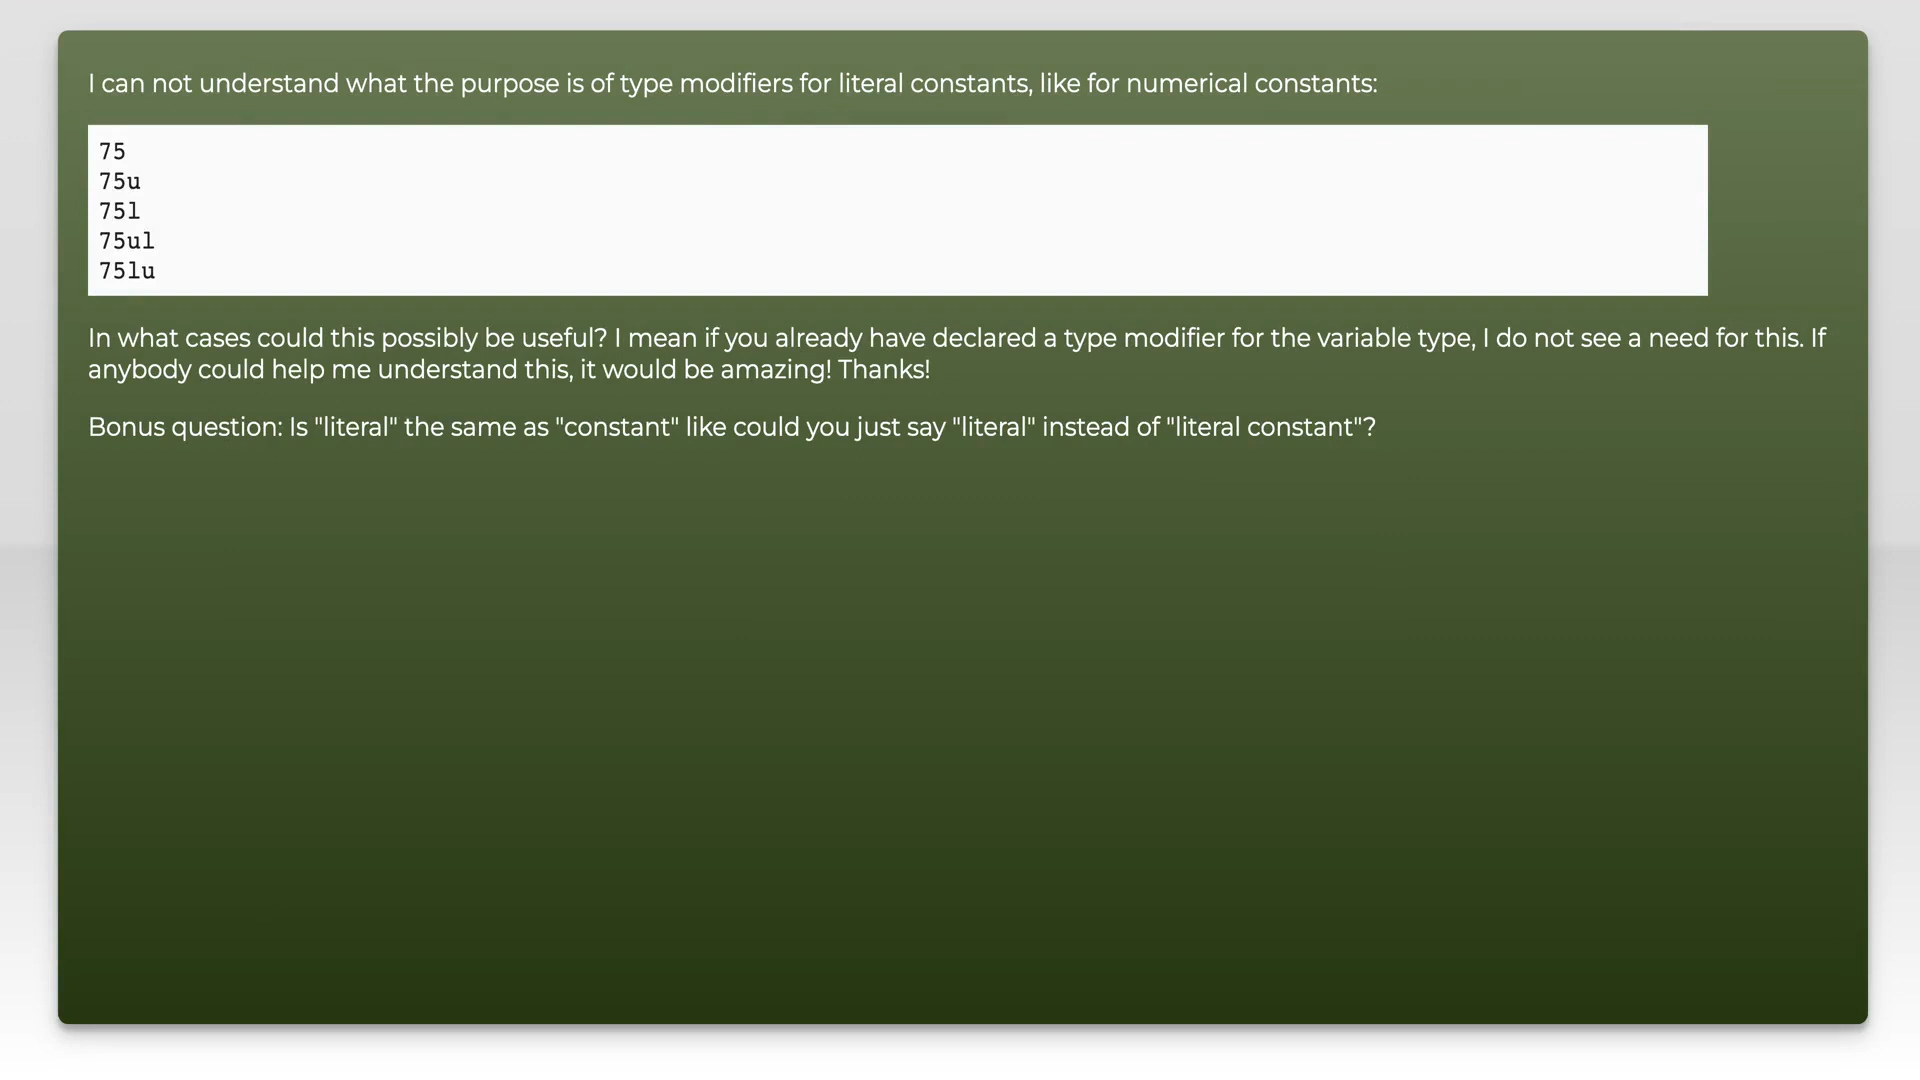 I can not understand what the purpose is of type modifiers for literal constants, like for numerical constants:
75
75u
75l
75ul
75lu
In what cases could this possibly be useful? I mean if you already have declared a type modifier for the variable type, I do not see a need for this. If
anybody could help me understand this, it would be amazing! Thanks!
Bonus question: Is "literal" the same as "constant" like could you just say "literal" instead of "literal constant"?